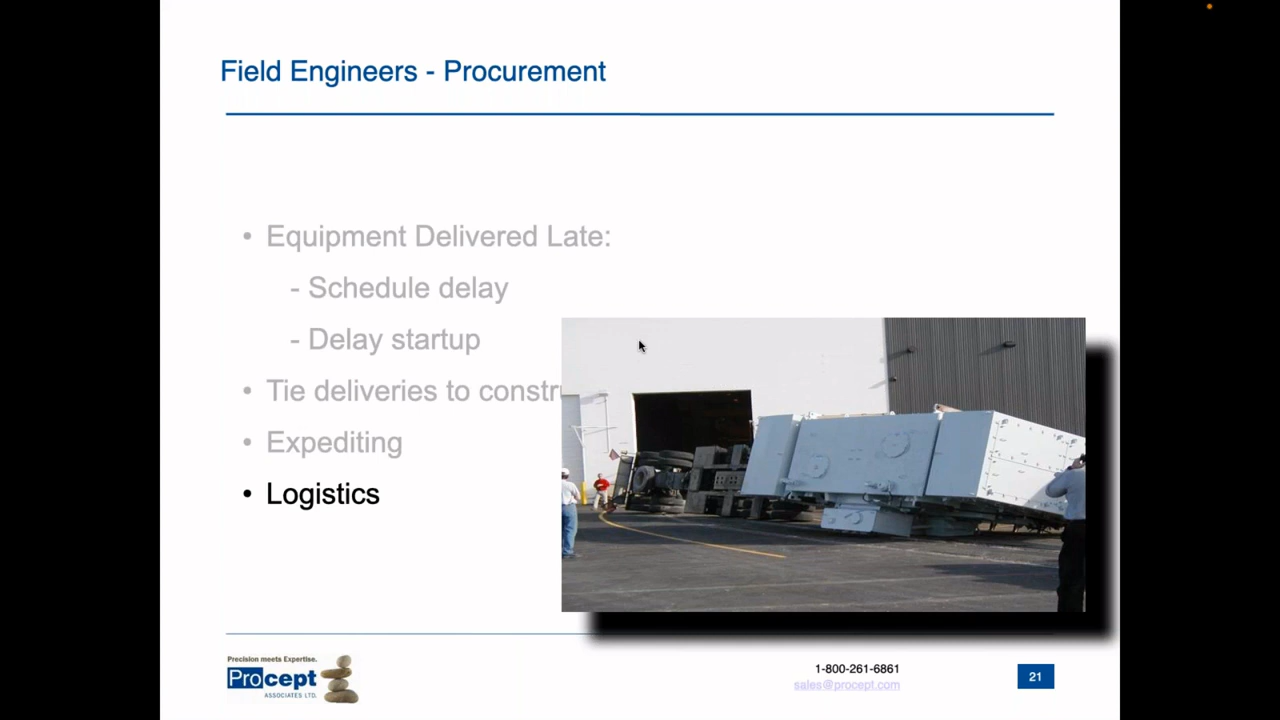 Field Engineers - Procurement
• Equipment Delivered Late:
- Schedule delay
- Delay startup
• Tie deliveries to constr
• Expediting
• Logistics
Precision meets Expertise.
Procept
ASSOCIATES LTD.
1-800-261-6861
sales@procept.com
21